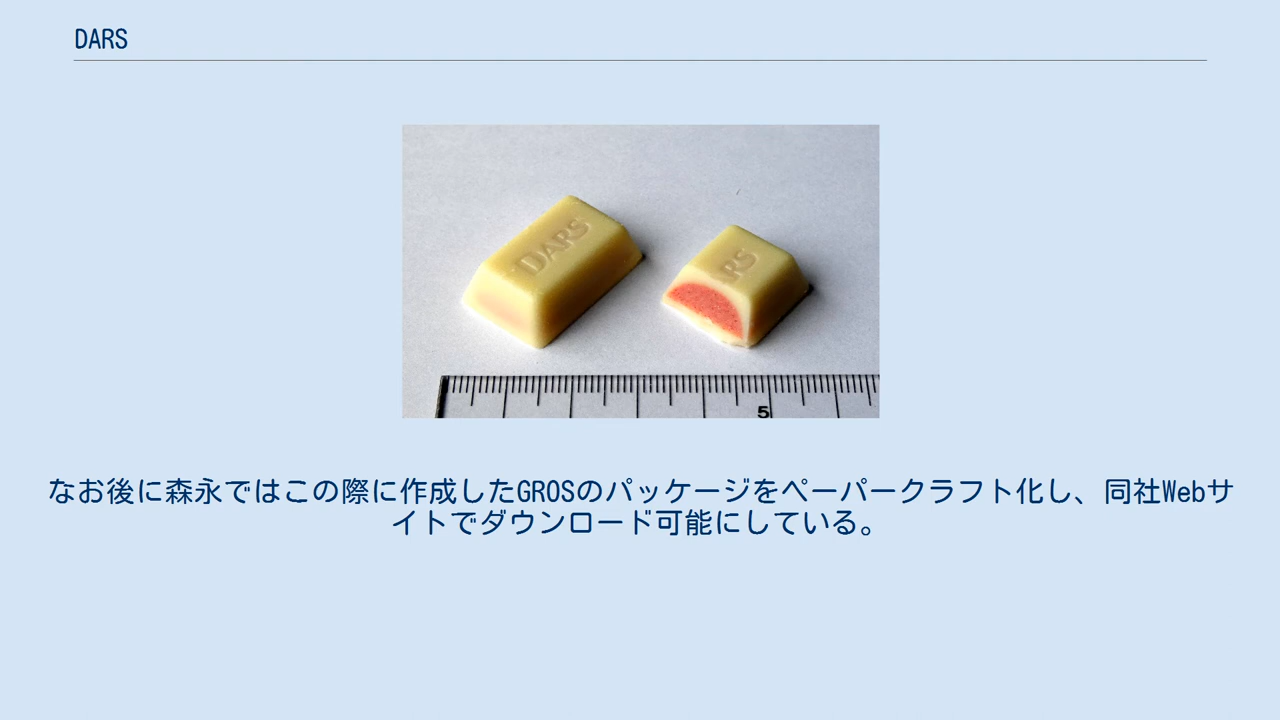 DARS
DARS
RS
5
なお後に森永ではこの際に作成したGROSのパッケージをペーパークラフト化し、同社Webサ
イトでダウンロード可能にしている。